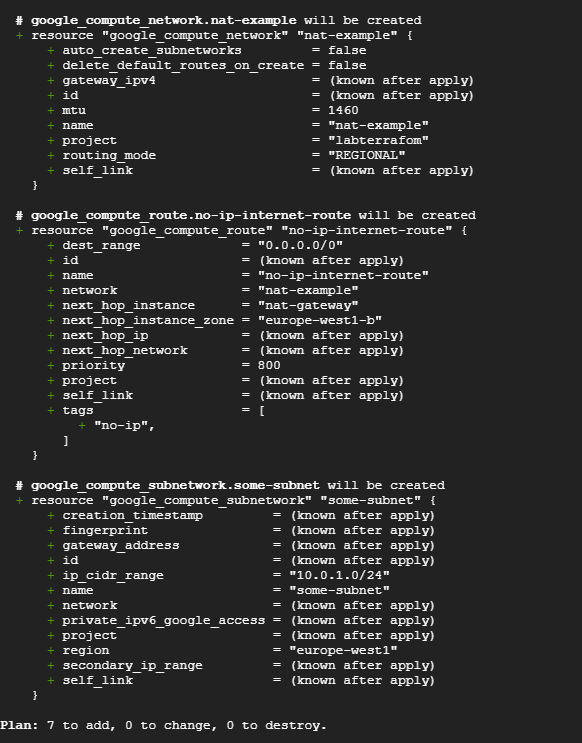 # google_compute_network.nat-example will be created
+ resource "google_compute_network" "nat-example" {
+ auto_create_subnetworks = false
+ delete_default_routes_on_create = false
+ gateway_ipv4 = (known after apply)
+ id = (known after apply)
+ mtu = 1460
+ name = "nat-example"
+ project = "labterrafom"
+ routing_mode = "REGIONAL"
+ self_link = (known after apply)
}
# google_compute_route.no-ip-internet-route will be created
+ resource "google_compute_route" "no-ip-internet-route" {
+ dest_range = "0.0.0.0/0"
+ id = (known after apply)
+ name = "no-ip-internet-route"
+ network = "nat-example"
+ next_hop_instance = "nat-gateway"
+ next_hop_instance_zone = "europe-west1-b"
+ next_hop_ip = (known after apply)
+ next_hop_network = (known after apply)
+ priority = 800
+ project = (known after apply)
+ self_link = (known after apply)
+ tags = [
+ "no-ip",
]
}
# google_compute_subnetwork.some-subnet will be created
+ resource "google_compute_subnetwork" "some-subnet" {
+ creation_timestamp = (known after apply)
+ fingerprint = (known after apply)
+ gateway_address = (known after apply)
+ id = (known after apply)
+ ip_cidr_range = "10.0.1.0/24"
+ name = "some-subnet"
+ network = (known after apply)
+ private_ipv6_google_access = (known after apply)
+ project = (known after apply)
+ region = "europe-west1"
+ secondary_ip_range = (known after apply)
+ self_link = (known after apply)
}
Plan: 7 to add, 0 to change, 0 to destroy.